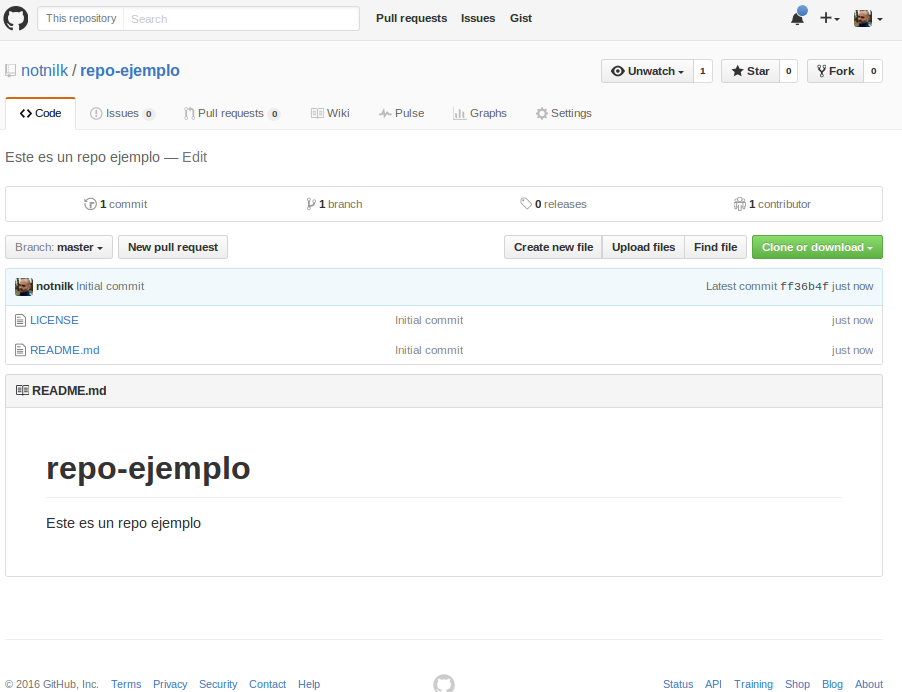 This repository Search Pull requests Issues Gist
notnilk / repo-ejemplo Unwatch 1 Star 0 Fork 0
Code Issues 0 Pull requests 0 Wiki Pulse Graphs Settings
Este es un repo ejemplo — Edit
1 commit 1 branch 0 releases 1 contributor
Branch: master New pull request Create new file Upload files Find file Clone or download
notnilk Initial commit Latest commit ff36b4f just now
LICENSE Initial commit just now
README.md Initial commit just now
README.md
repo-ejemplo
Este es un repo ejemplo
© 2016 GitHub, Inc. Terms Privacy Security Contact Help Status API Training Shop Blog About